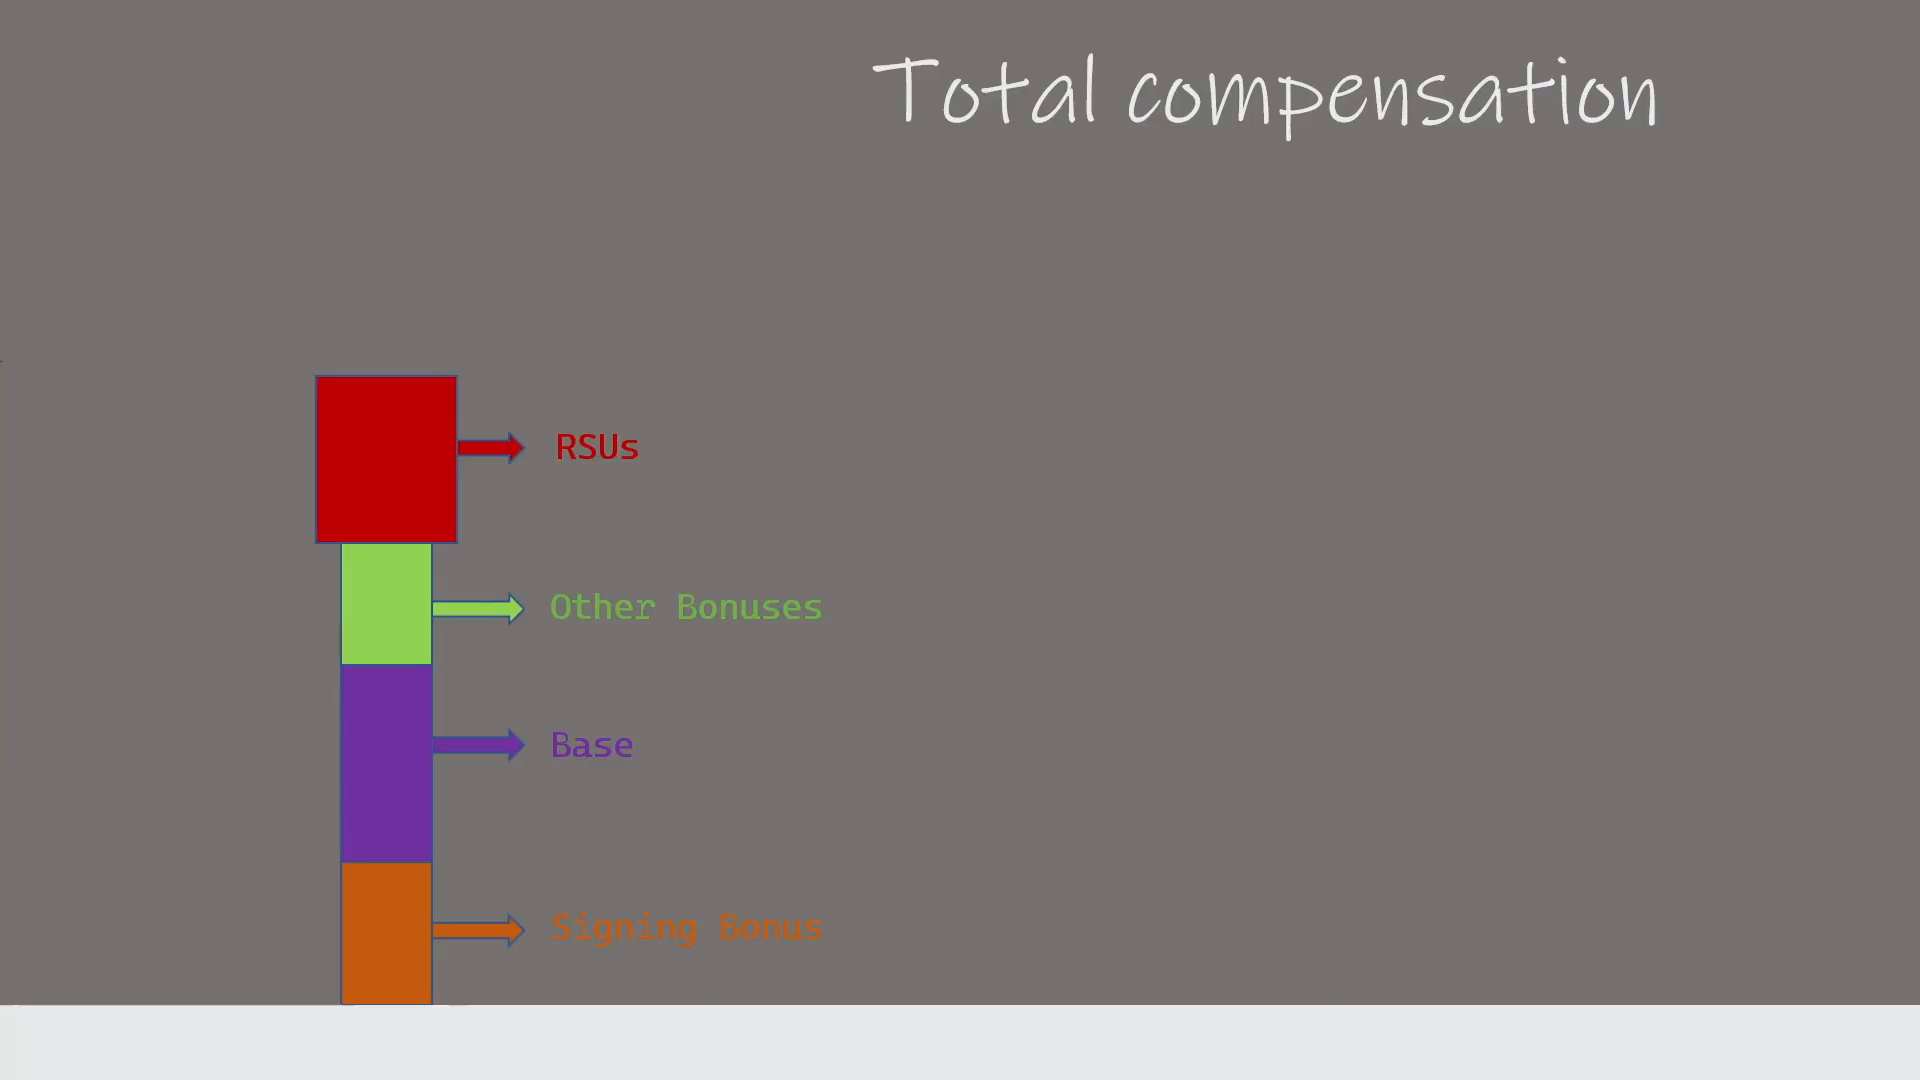 Total compensation
RSUs
Other Bonuses
Base
Signing Bonus